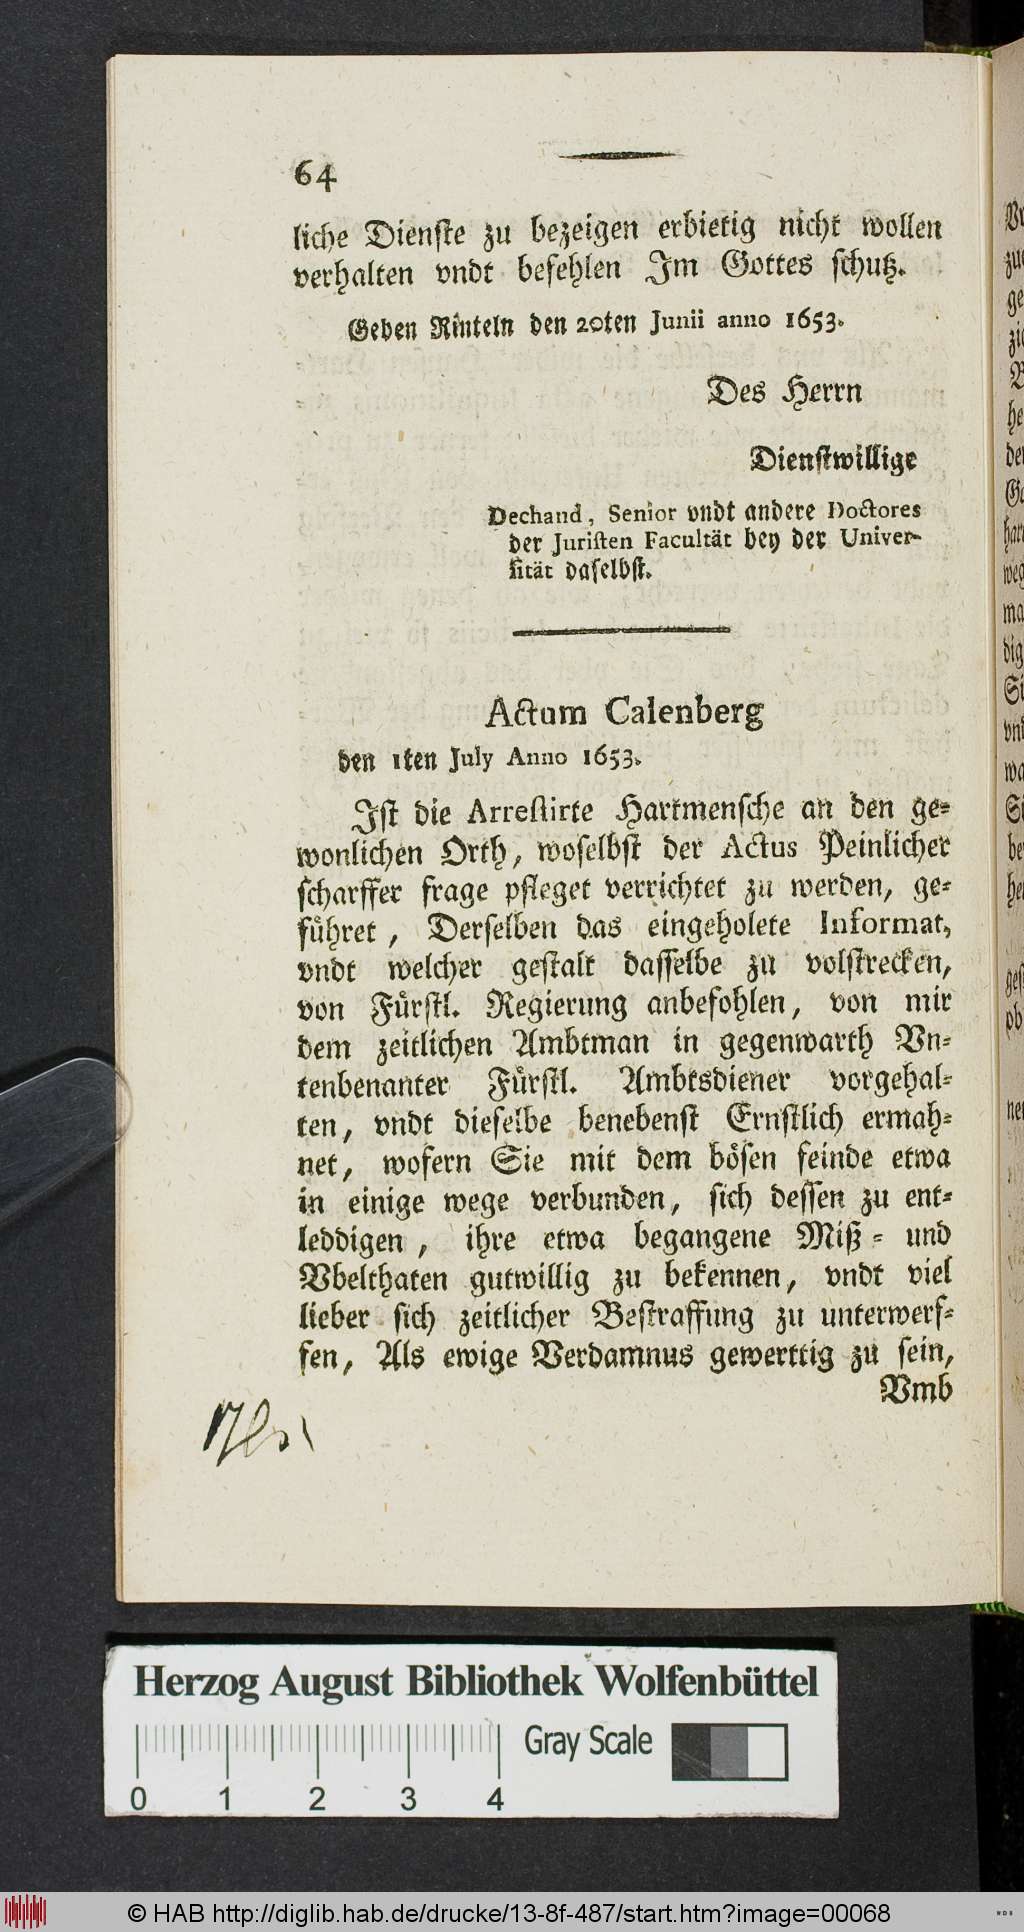 64
liche Dienste zu bezeigen erbietig nicht wollen
verhalten vndt befehlen Jm Gottes schutz.
Geben Rinteln den 20ten Junii anno 1653.
Des Herrn
Dienstwillige
Dechand, Senior vndt andere Doctores
der Juristen Facultät bey der Univer-
sität daselbst.
Actum Calenberg
den 1ten July Anno 1653.
Jst die Arrestirte Hartmensche an den ge-
wonlichen Orth, woselbst der Actus Peinlicher
scharffer frage pfleget verrichtet zu werden, ge-
führet, Derselben das eingeholete Informat,
vndt welcher gestalt dasselbe zu volstrecken,
von Fürstl. Regierung anbefohlen, von mir
dem zeitlichen Ambtman in gegenwarth Vn-
tenbenanter Fürstl. Ambtsdiener vorgehal-
ten, vndt dieselbe benebenst Ernstlich ermah-
net, wofern Sie mit dem bösen feinde etwa
in einige wege verbunden, sich dessen zu ent-
leddigen, ihre etwa begangene Miß- und
Vbelthaten gutwillig zu bekennen, vndt viel
lieber sich zeitlicher Bestraffung zu unterwerf-
fen, Als ewige Verdamnus gewerttig zu sein,
Vmb
Herzog August Bibliothek Wolfenbüttel
Gray Scale
0 1 2 3 4
© HAB http://diglib.hab.de/drucke/13-8f-487/start.htm?image=00068